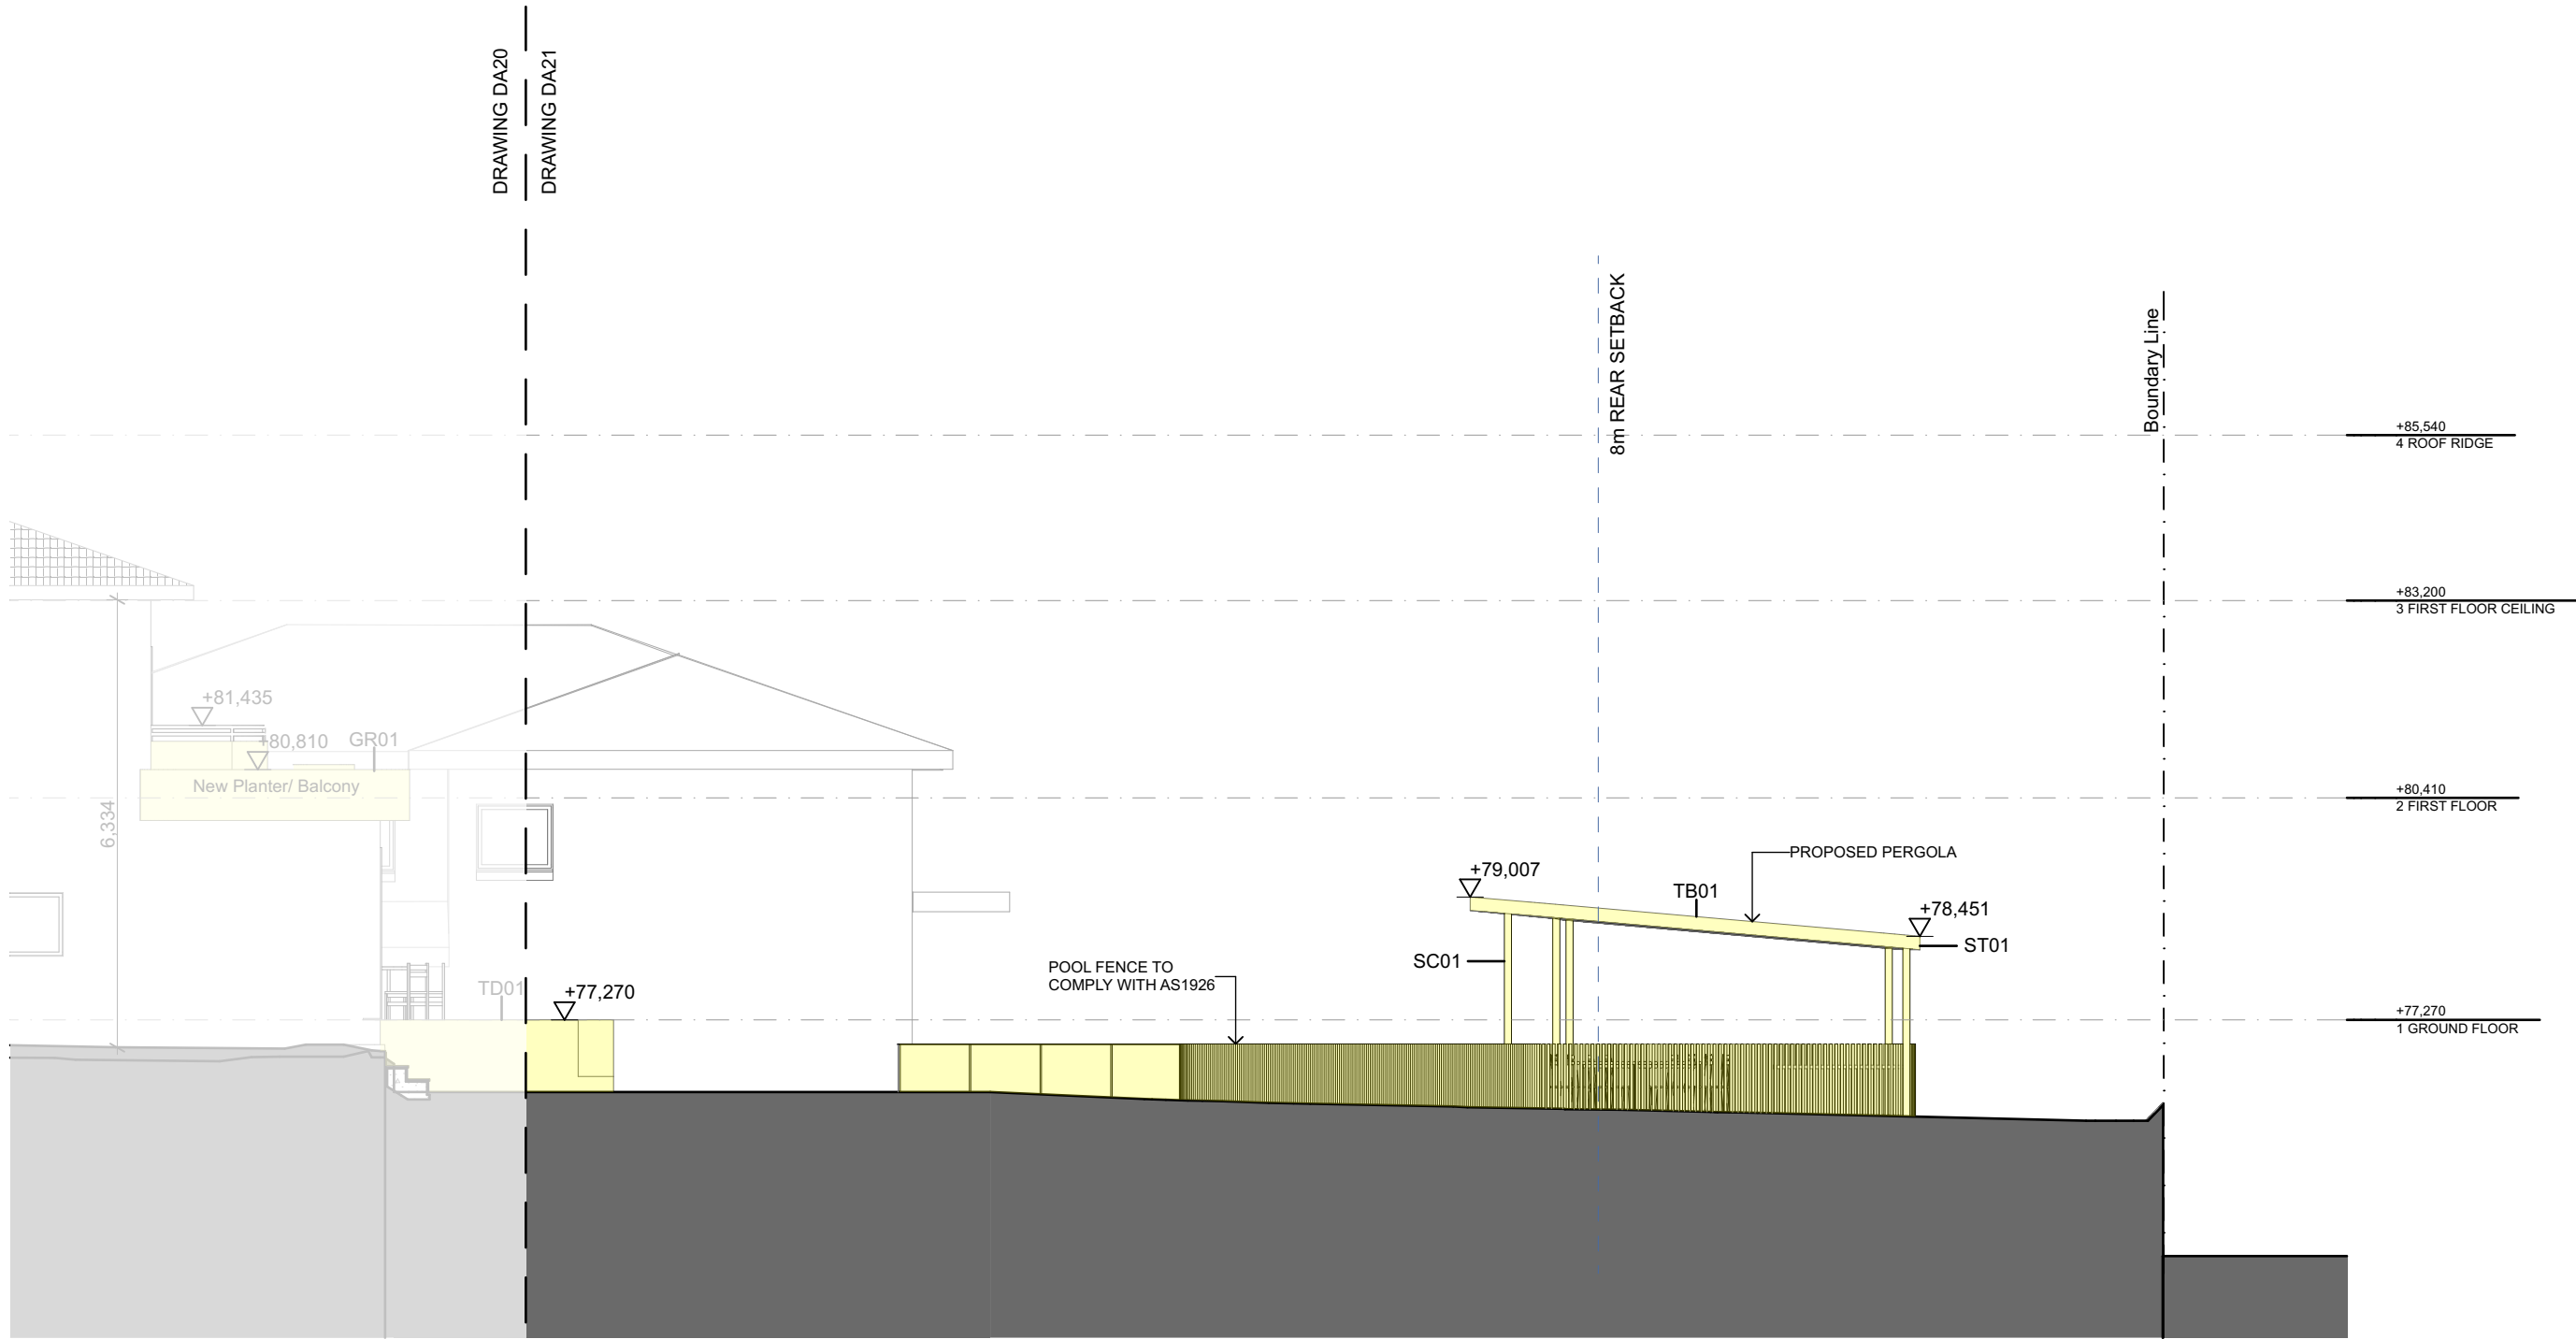 DRAWING DA20
DRAWING DA21
8m REAR SETBACK
Boundary Line
+85,540
4 ROOF RIDGE
+83,200
3 FIRST FLOOR CEILING
+81,435
+80,810
GR01
New Planter/ Balcony
6,334
+80,410
2 FIRST FLOOR
PROPOSED PERGOLA
+79,007
TB01
+78,451
ST01
SC01
POOL FENCE TO
COMPLY WITH AS1926
TD01
+77,270
+77,270
1 GROUND FLOOR